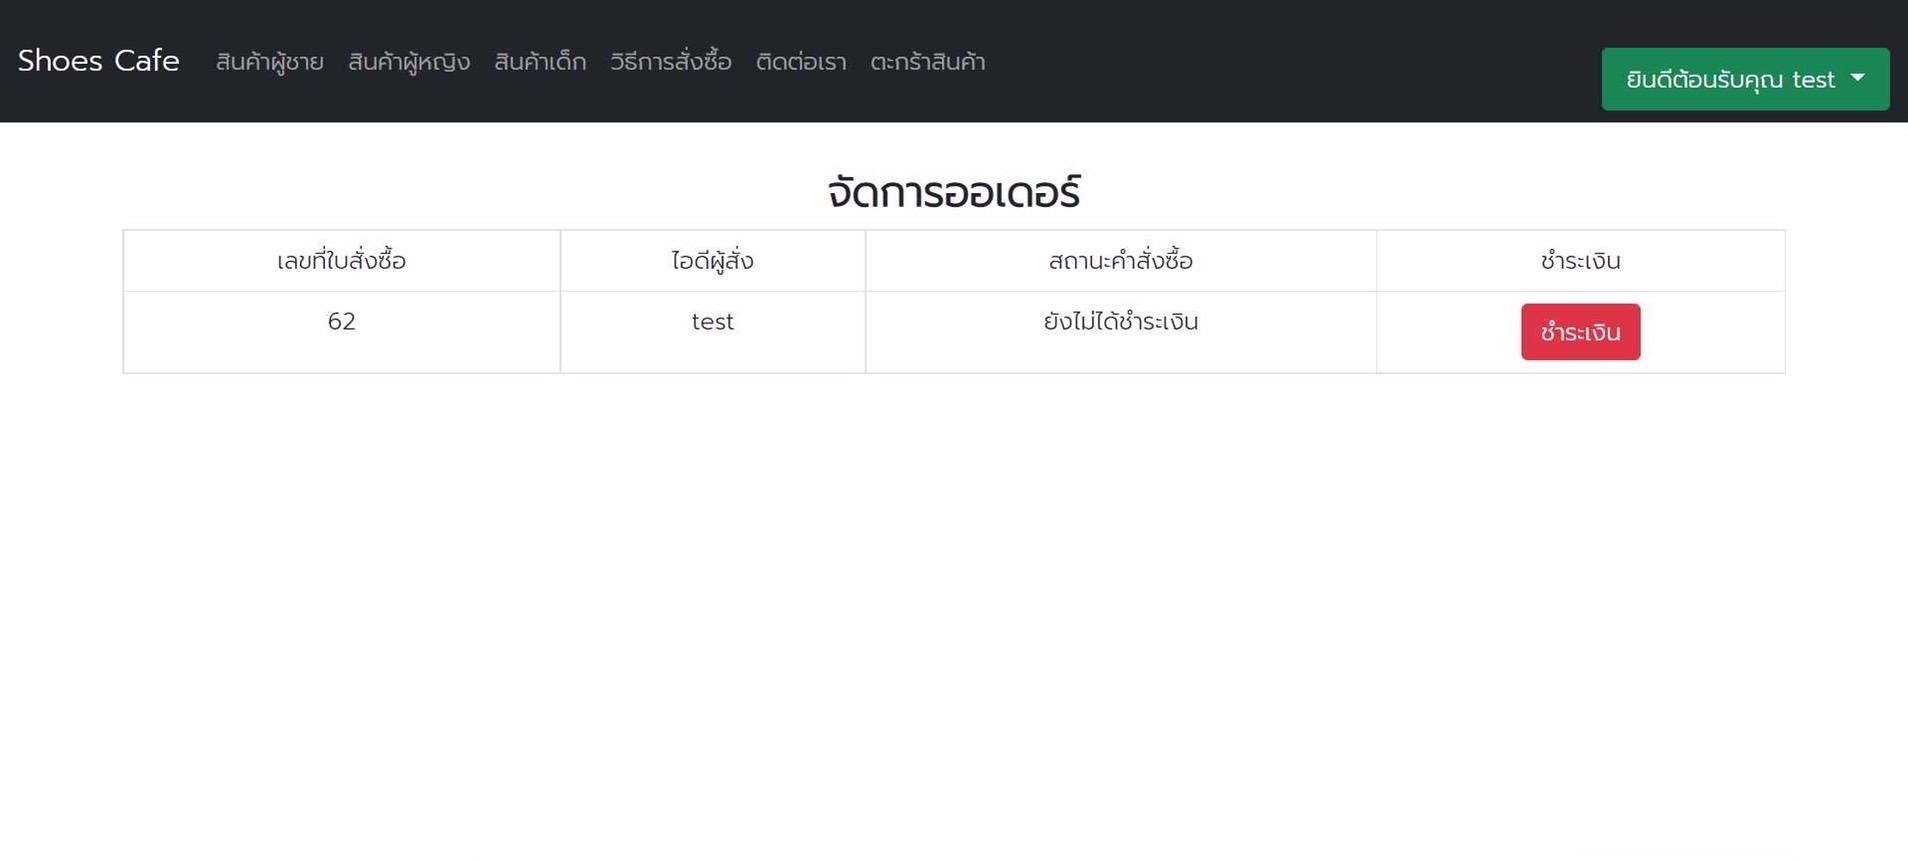 Shoes Cafe สินค้าผู้ชาย สินค้าผู้หญิง สินค้าเด็ก วิธีการสั่งซื้อ ติดต่อเรา ตะกร้าสินค้า
ยินดีต้อนรับคุณ test
จัดการออเดอร์
เลขที่ใบสั่งซื้อ ไอดีผู้สั่ง สถานะคำสั่งซื้อ ชำระเงิน
62 test ยังไม่ได้ชำระเงิน ชำระเงิน